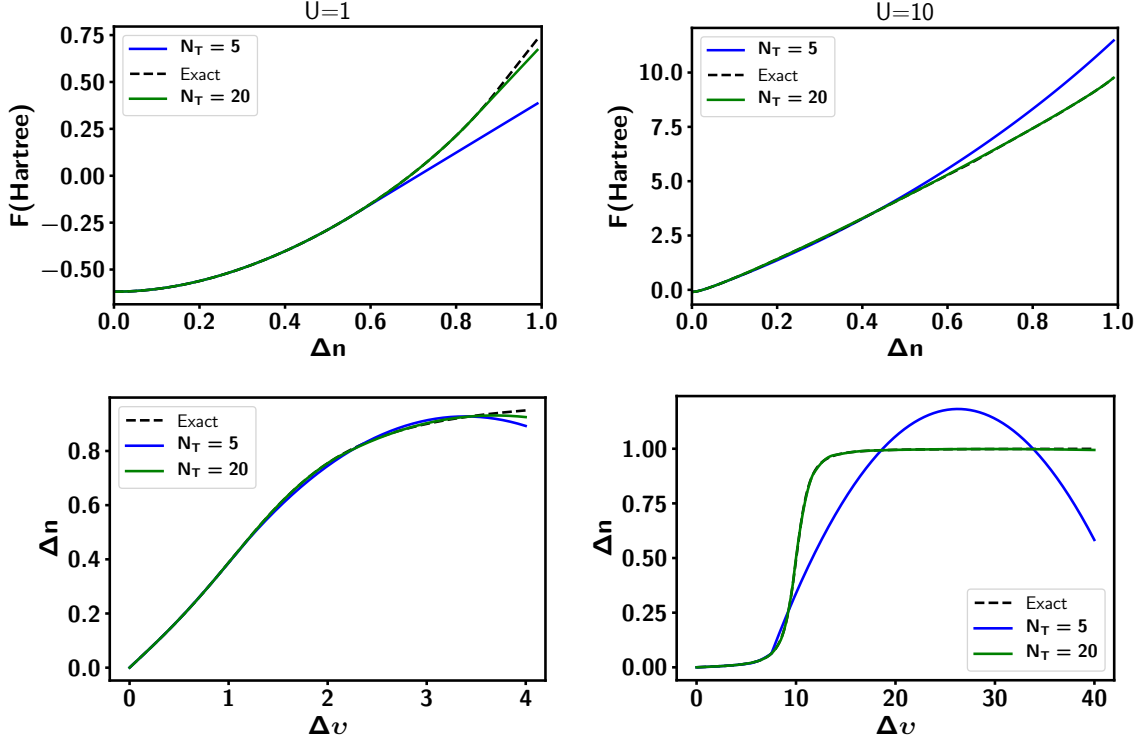 U=1
0.75
0.50
0.25
0.00
−0.25
−0.50
F(Hartree)
N_T = 5
Exact
N_T = 20
0.0 0.2 0.4 0.6 0.8 1.0
Δn
U=10
10.0
7.5
5.0
2.5
0.0
F(Hartree)
N_T = 5
Exact
N_T = 20
0.0 0.2 0.4 0.6 0.8 1.0
Δn
0.8
0.6
0.4
0.2
0.0
Δn
Exact
N_T = 5
N_T = 20
0 1 2 3 4
Δv
1.00
0.75
0.50
0.25
0.00
Δn
Exact
N_T = 5
N_T = 20
0 10 20 30 40
Δv